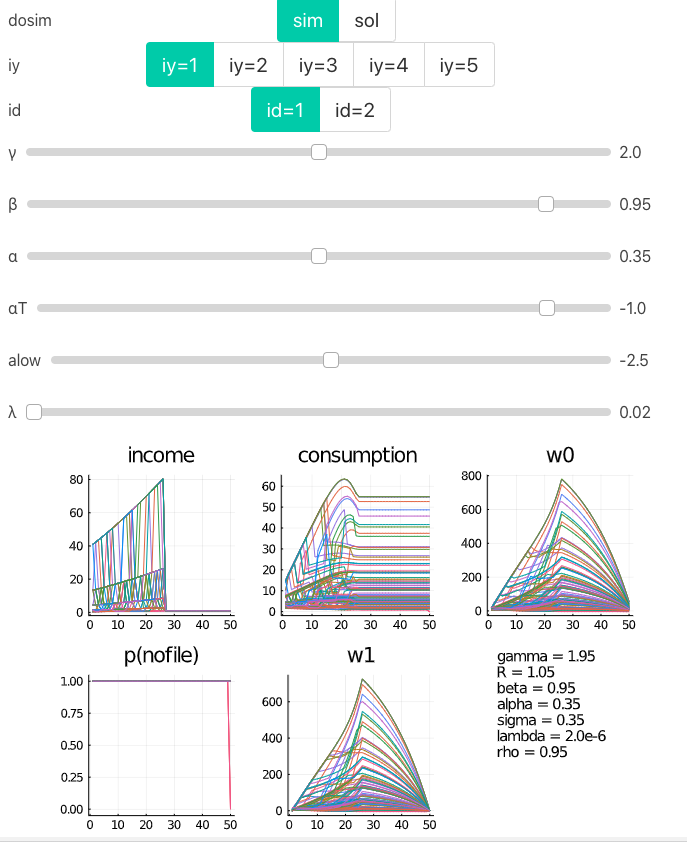 dosim sim sol
iy iy=1 iy=2 iy=3 iy=4 iy=5
id id=1 id=2
γ 2.0
β 0.95
α 0.35
αT -1.0
alow -2.5
λ 0.02
income consumption w0
80
60
40
20
0
0 10 20 30 40 50
60
50
40
30
20
10
0
0 10 20 30 40 50
800
600
400
200
0
0 10 20 30 40 50
p(nofile) w1
1.00
0.75
0.50
0.25
0.00
0 10 20 30 40 50
600
400
200
0
0 10 20 30 40 50
gamma = 1.95
R = 1.05
beta = 0.95
alpha = 0.35
sigma = 0.35
lambda = 2.0e-6
rho = 0.95